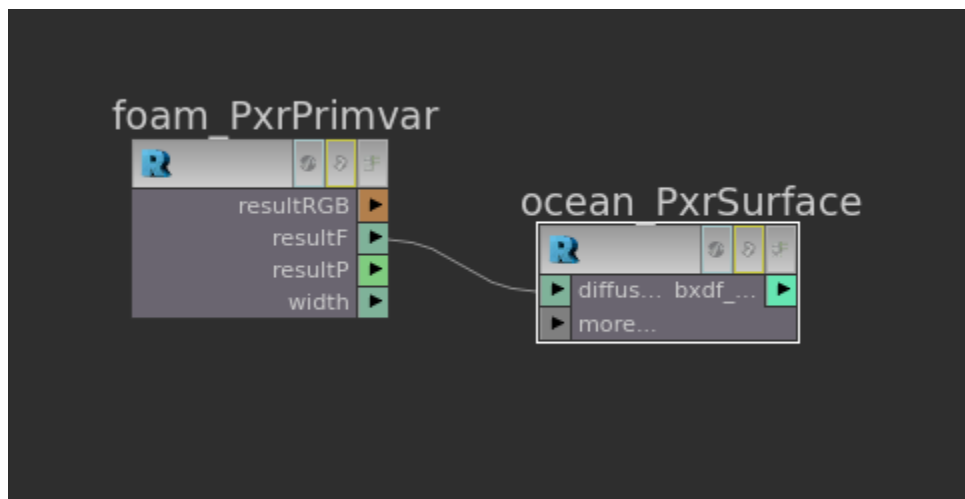 foam_PxrPrimvar
resultRGB
resultF
resultP
width
ocean_PxrSurface
diffus... bxdf_...
more...